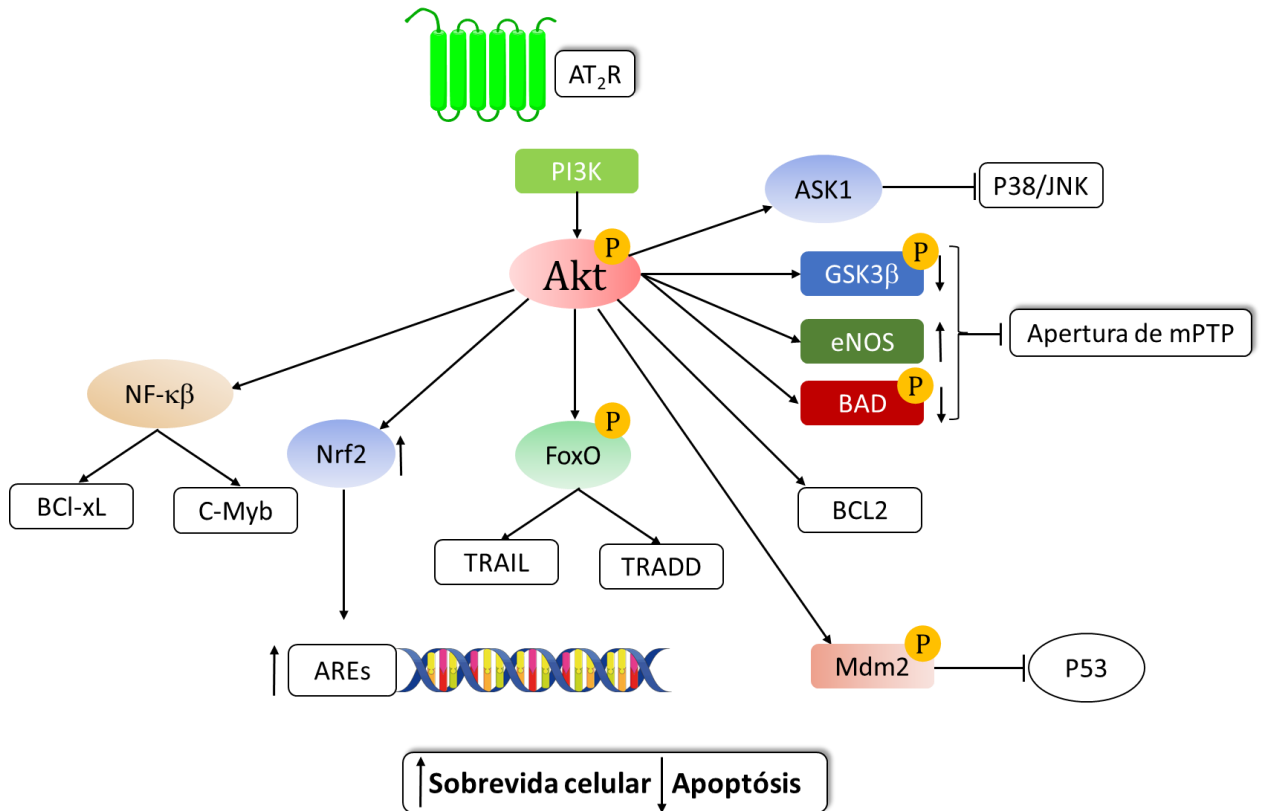 AT₂R
PI3K
ASK1
P38/JNK
P
Akt
P
GSK3β
eNOS
Apertura de mPTP
P
BAD
NF-κβ
P
Nrf2
FoxO
BCl-xL
C-Myb
BCL2
TRAIL
TRADD
P
AREs
Mdm2
P53
Sobrevida celular Apoptósis